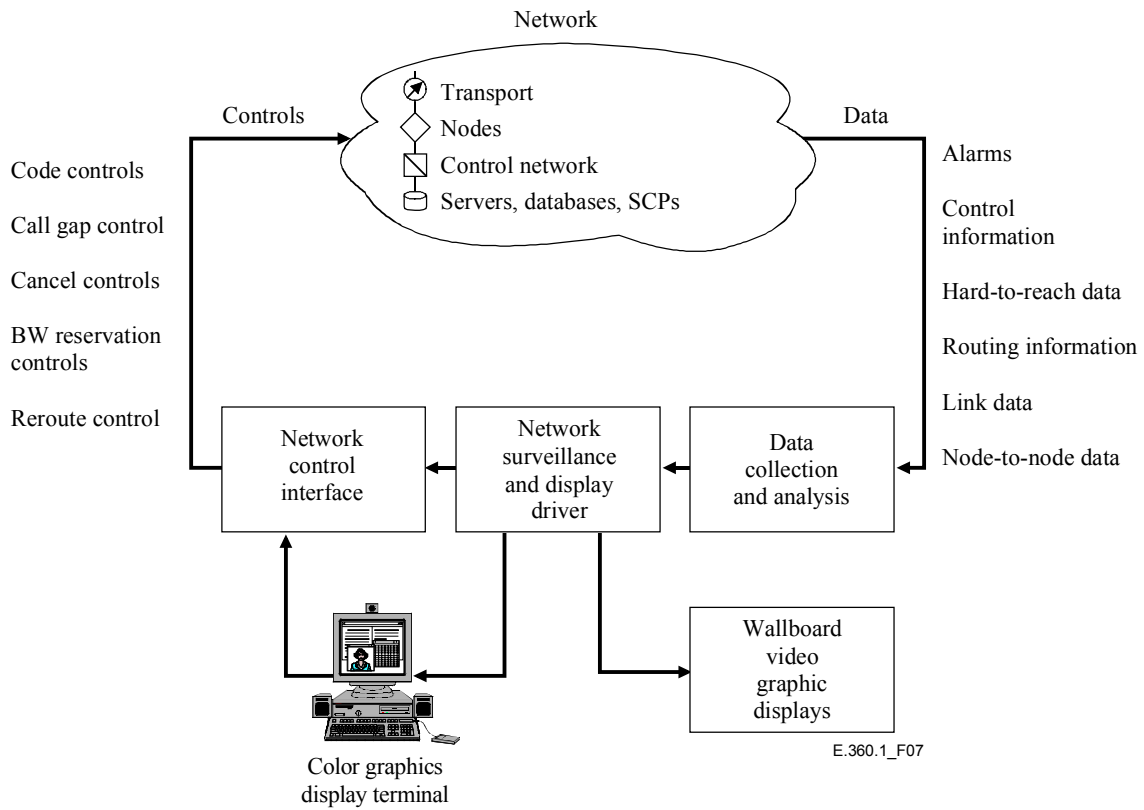 Network
Transport
Nodes
Control network
Servers, databases, SCPs
Controls
Data
Code controls
Call gap control
Cancel controls
BW reservation
controls
Reroute control
Alarms
Control
information
Hard-to-reach data
Routing information
Link data
Node-to-node data
Network
control
interface
Network
surveillance
and display
driver
Data
collection
and analysis
Wallboard
video
graphic
displays
Color graphics
display terminal
E.360.1_F07